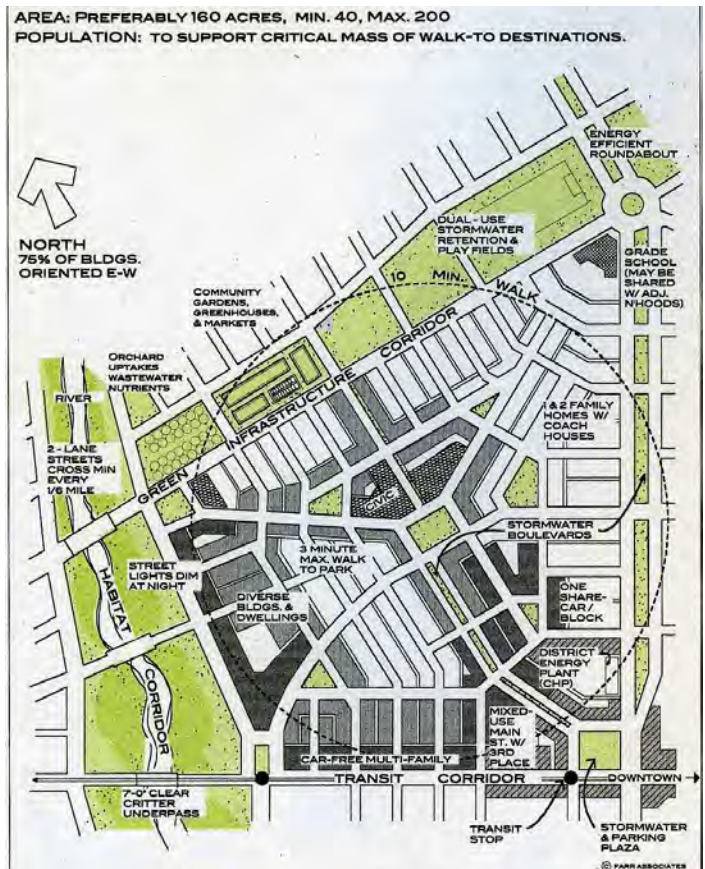 AREA: PREFERABLY 160 ACRES, MIN. 40, MAX. 200
POPULATION: TO SUPPORT CRITICAL MASS OF WALK-TO DESTINATIONS.
ENERGY
EFFICIENT
ROUNDABOUT
NORTH
75% OF BLDGS.
ORIENTED E-W
DUAL-USE
STORMWATER
RETENTION &
PLAY FIELDS
GRADE
SCHOOL
(MAY BE
SHARED
W/ ADJ.
N'HOODS)
10 MIN. WALK
COMMUNITY
GARDENS,
GREENHOUSES,
& MARKETS
ORCHARD
UPTAKES
WASTEWATER
NUTRIENTS
GREEN INFRASTRUCTURE CORRIDOR
RIVER
2 - LANE
STREETS
CROSS MIN
EVERY
1/6 MILE
1 & 2 FAMILY
HOMES W/
COACH
HOUSES
CIVIC
STORMWATER
BOULEVARDS
3 MINUTE
MAX. WALK
TO PARK
STREET
LIGHTS DIM
AT NIGHT
HABITAT CORRIDOR
DIVERSE
BLDGS. &
DWELLINGS
ONE
SHARE-
CAR /
BLOCK
DISTRICT
ENERGY
PLANT
(CHP)
MIXED-
USE
MAIN
ST. W/
3RD
PLACE
CAR-FREE MULTI-FAMILY
TRANSIT CORRIDOR
DOWNTOWN
7'-0" CLEAR
CRITTER
UNDERPASS
TRANSIT
STOP
STORMWATER
& PARKING
PLAZA
© FARR ASSOCIATES